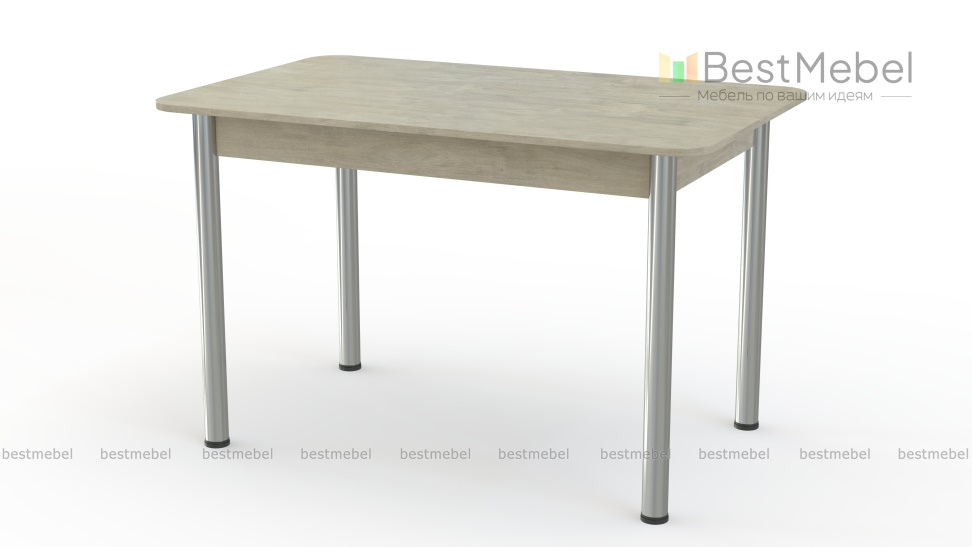 BestMebel
Мебель по вашим идеям
bestmebel bestmebel bestmebel bestmebel bestmebel bestmebel bestmebel bestmebel bestmebel bestmebel